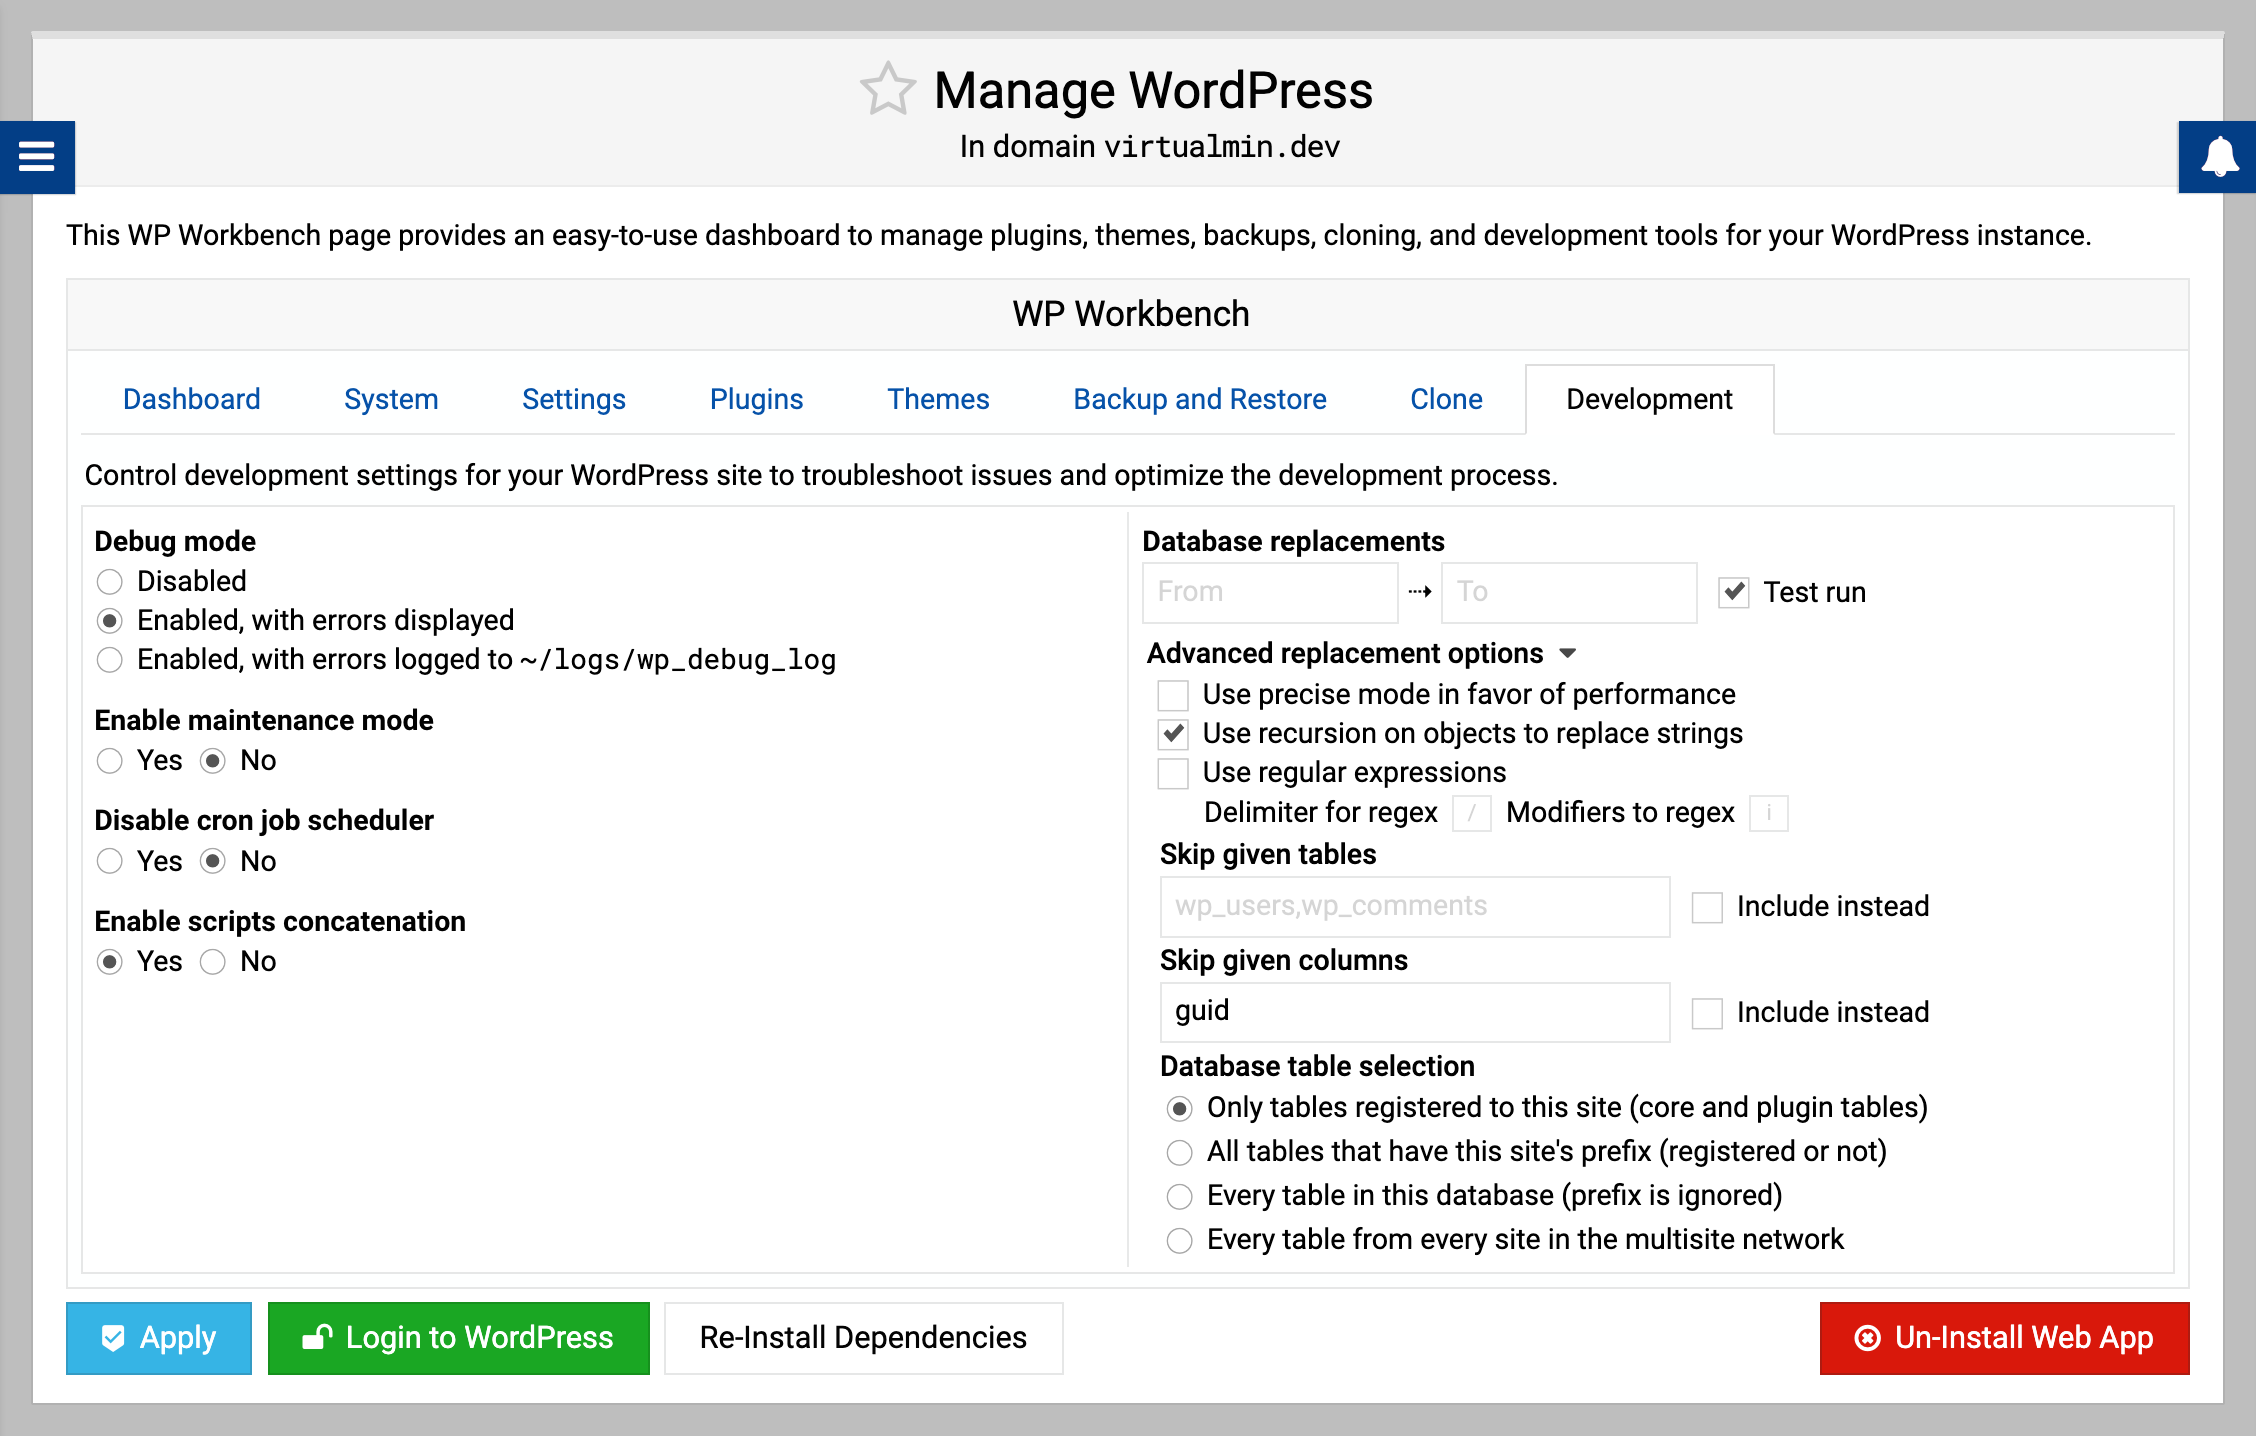 Manage WordPress
In domain virtualmin.dev
This WP Workbench page provides an easy-to-use dashboard to manage plugins, themes, backups, cloning, and development tools for your WordPress instance.
WP Workbench
Dashboard System Settings Plugins Themes Backup and Restore Clone Development
Control development settings for your WordPress site to troubleshoot issues and optimize the development process.
Debug mode
Disabled
Enabled, with errors displayed
Enabled, with errors logged to ~/logs/wp_debug_log
Enable maintenance mode
Yes No
Disable cron job scheduler
Yes No
Enable scripts concatenation
Yes No
Database replacements
From To Test run
Advanced replacement options
Use precise mode in favor of performance
Use recursion on objects to replace strings
Use regular expressions
Delimiter for regex / Modifiers to regex i
Skip given tables
wp_users,wp_comments Include instead
Skip given columns
guid Include instead
Database table selection
Only tables registered to this site (core and plugin tables)
All tables that have this site's prefix (registered or not)
Every table in this database (prefix is ignored)
Every table from every site in the multisite network
Apply Login to WordPress Re-Install Dependencies Un-Install Web App